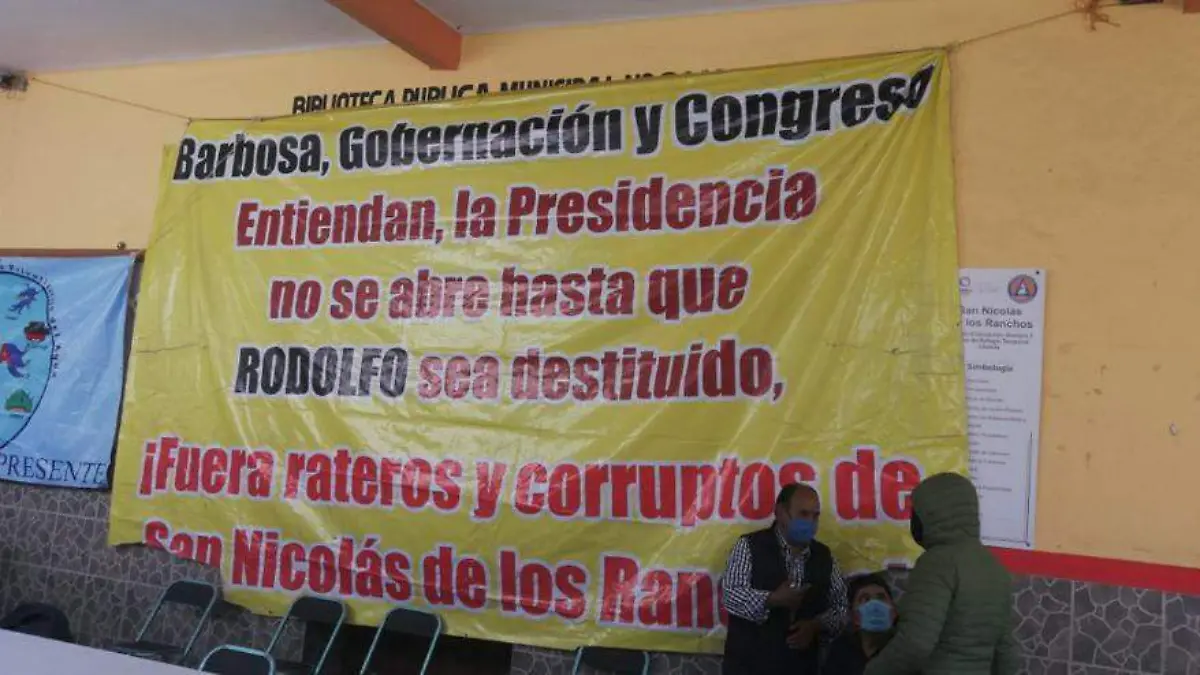 BIBLIOTECA PUBLICA MUNICIPAL
Barbosa, Gobernación y Congreso
Entiendan, la Presidencia
no se abre hasta que
RODOLFO sea destituido,
¡Fuera rateros y corruptos de
San Nicolás de los Ran
PRESENTE
San Nicolas
los Ranchos
Simbología